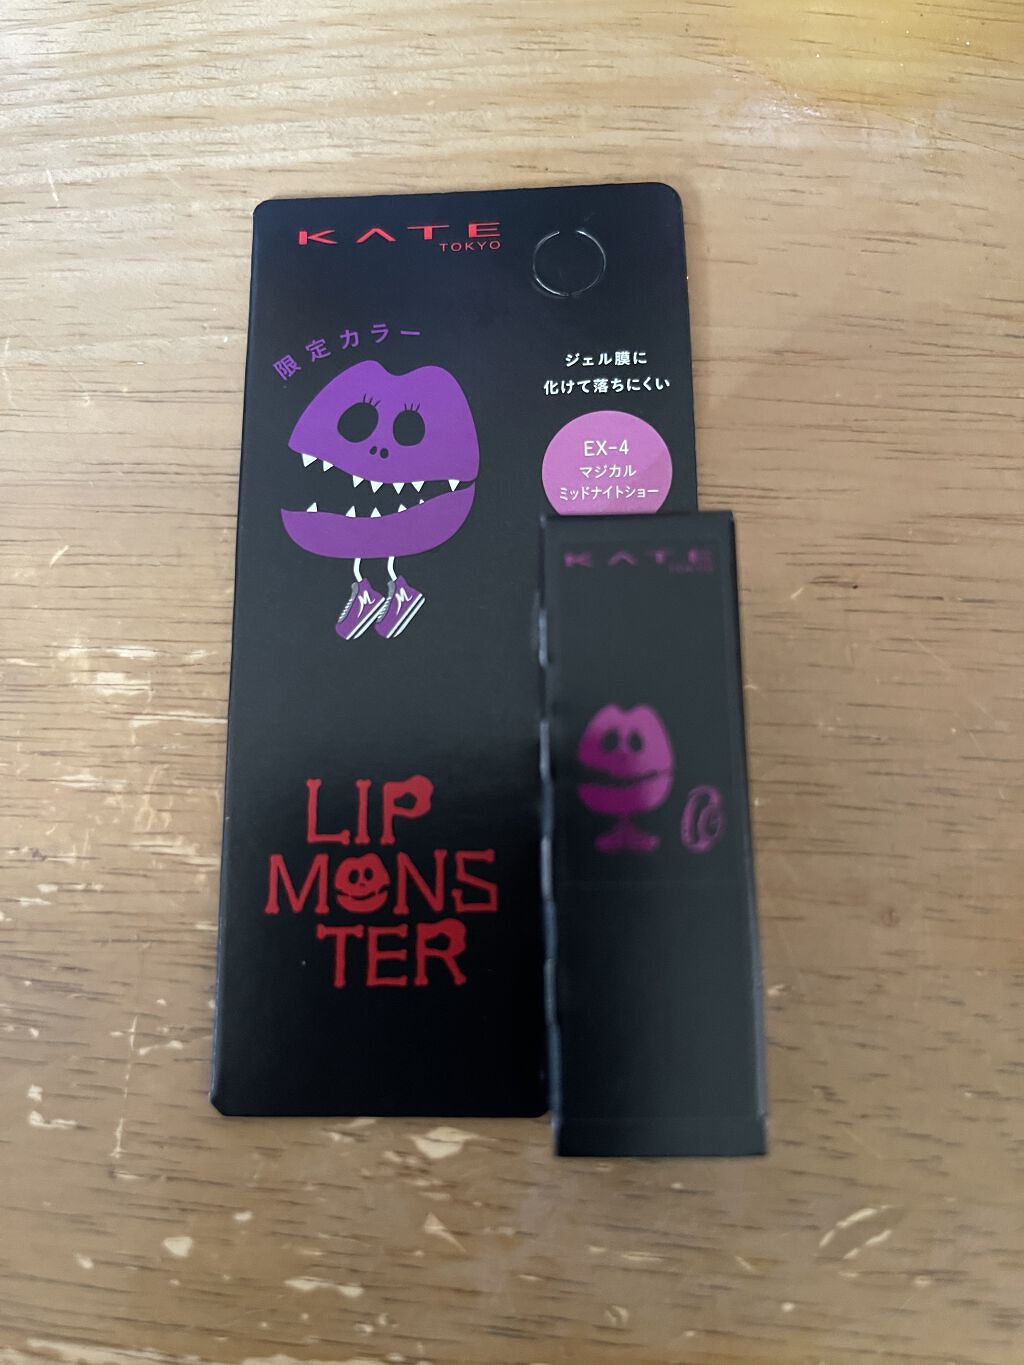 KATE
TOKYO
限定カラー
ジェル膜に
化けて落ちにくい
EX-4
マジカル
ミッドナイトショー
M M
LIP
MONS
TER
KATE
TOKYO